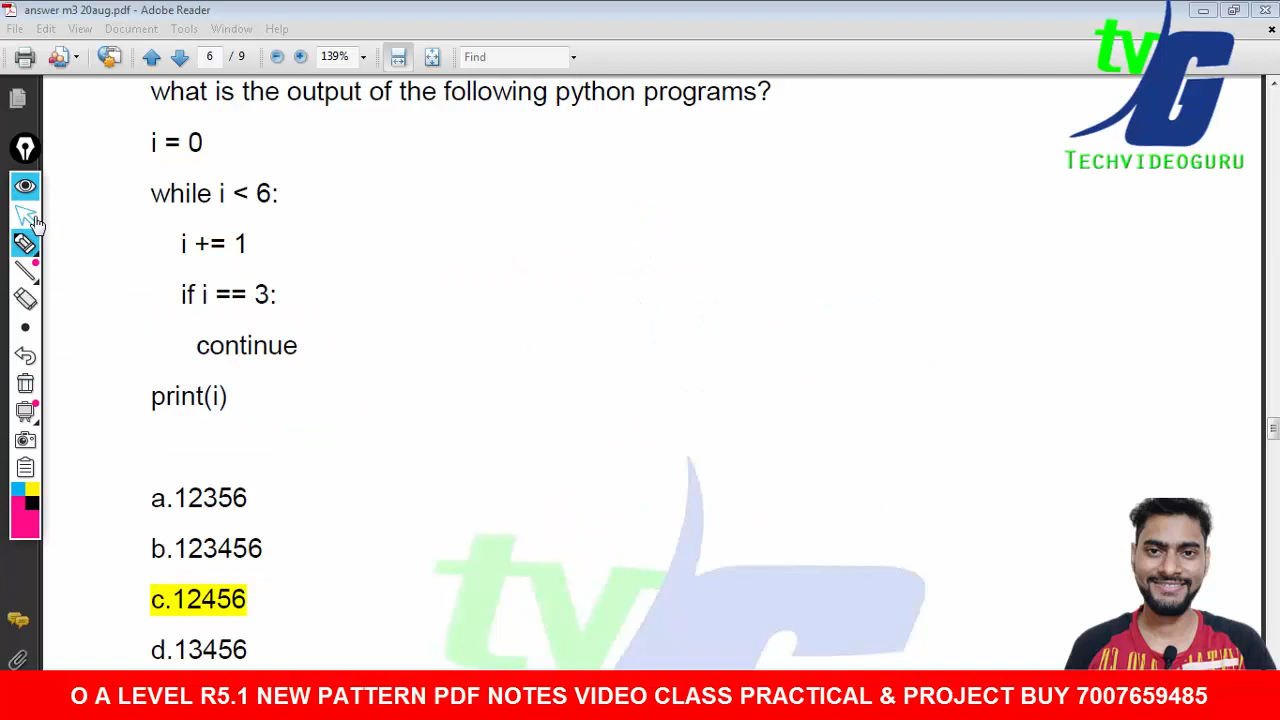 answer m3 20aug.pdf - Adobe Reader
File Edit View Document Tools Window Help
6 / 9 139% Find
what is the output of the following python programs?
i = 0
while i < 6:
i += 1
if i == 3:
continue
print(i)
a.12356
b.123456
c.12456
d.13456
tvG
TECHVIDEOGURU
tv
O A LEVEL R5.1 NEW PATTERN PDF NOTES VIDEO CLASS PRACTICAL & PROJECT BUY 7007659485